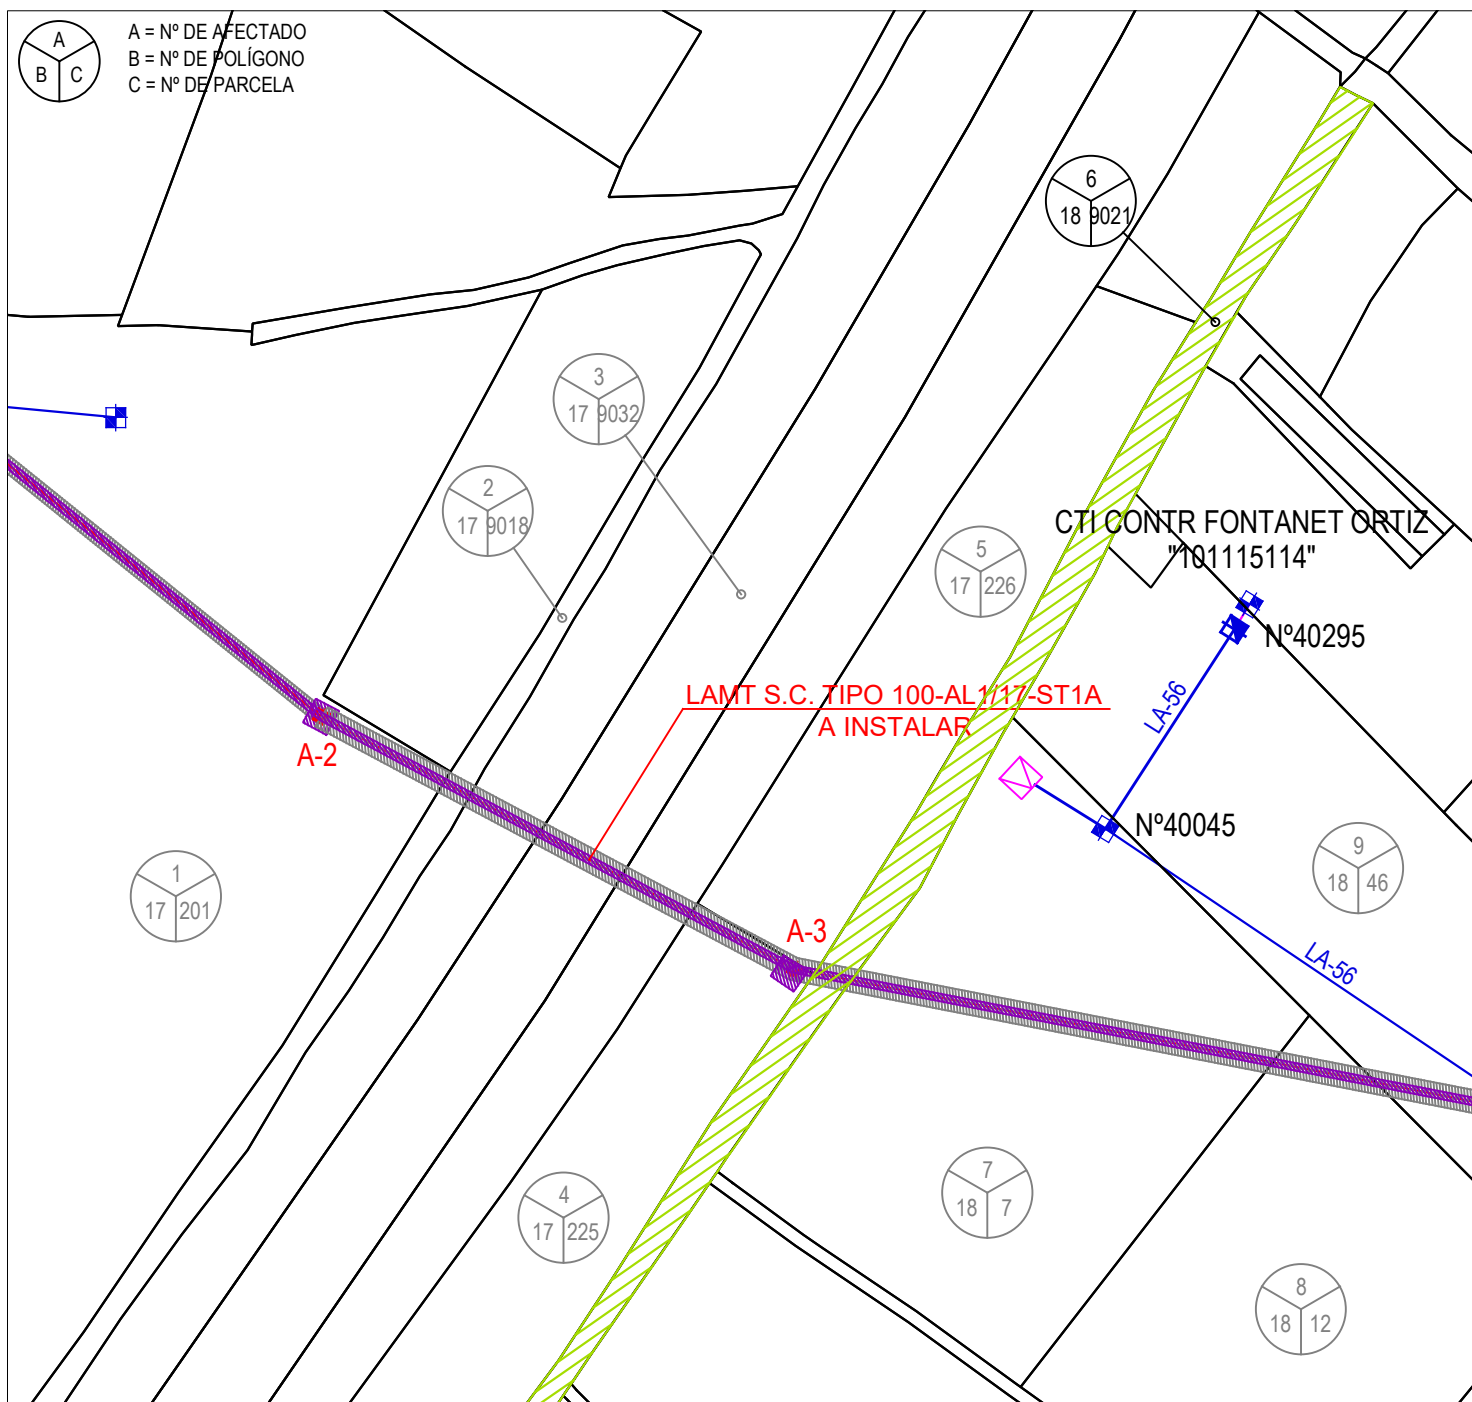 A
B C
A = Nº DE AFECTADO
B = Nº DE POLÍGONO
C = Nº DE PARCELA
6
18 9021
3
17 9032
2
17 9018
5
17 226
CTI CONTR FONTANET ORTIZ
"101115114"
Nº40295
LA-56
LAMT S.C. TIPO 100-AL1/17-ST1A
A INSTALAR
A-2
Nº40045
1
17 201
9
18 46
A-3
LA-56
4
17 225
7
18 7
8
18 12